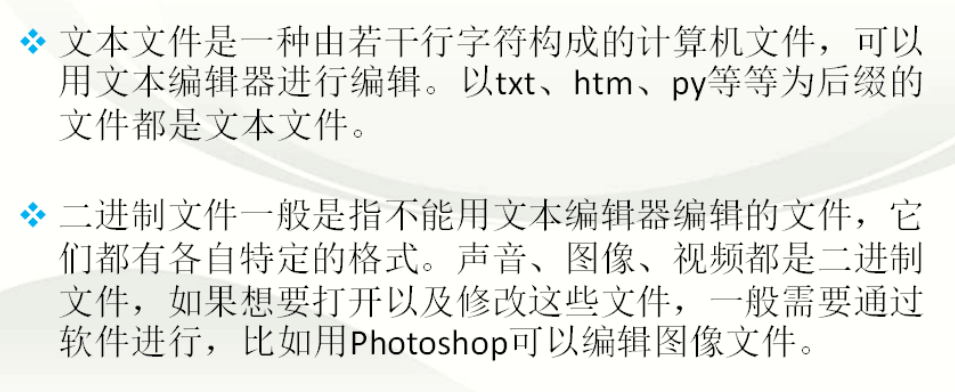 文本文件是一种由若干行字符构成的计算机文件，可以
用文本编辑器进行编辑。以txt、htm、py等等为后缀的
文件都是文本文件。
二进制文件一般是指不能用文本编辑器编辑的文件，它
们都有各自特定的格式。声音、图像、视频都是二进制
文件，如果想要打开以及修改这些文件，一般需要通过
软件进行，比如用Photoshop可以编辑图像文件。